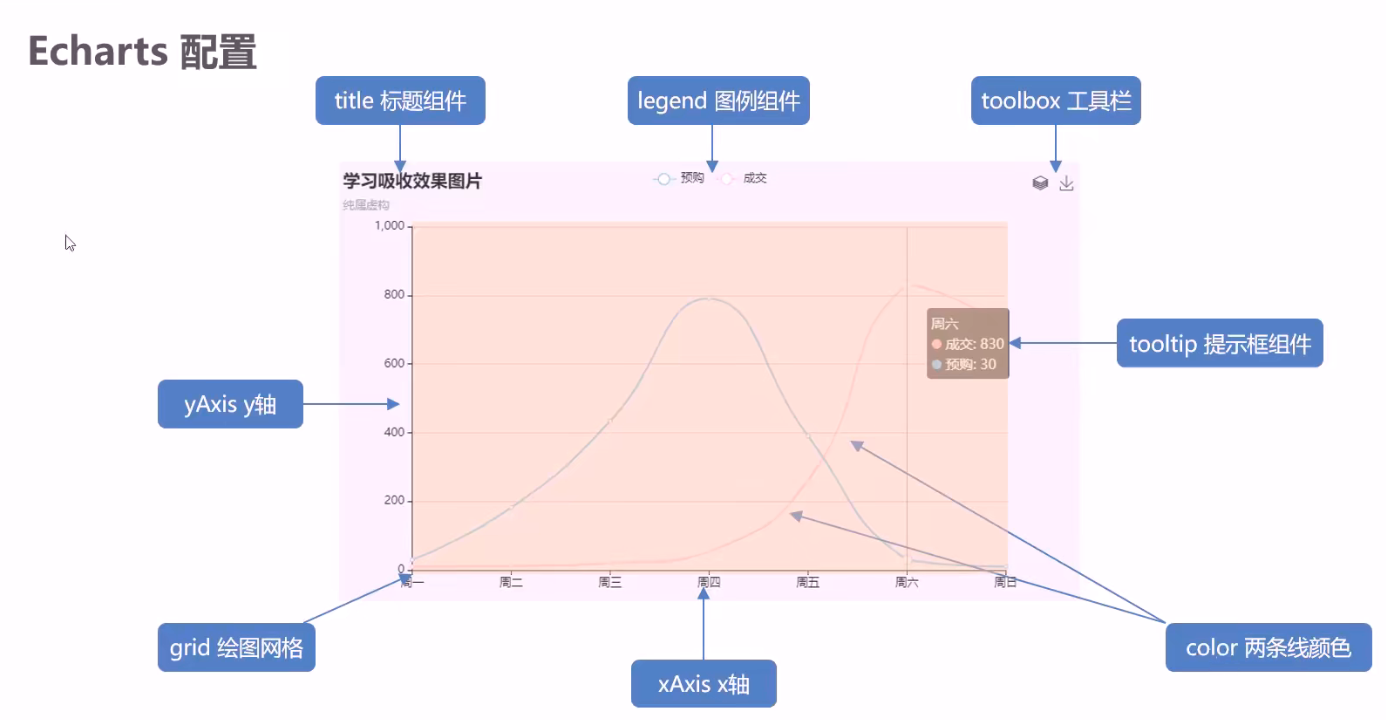 Echarts 配置
title 标题组件
legend 图例组件
toolbox 工具栏
学习吸收效果图片
预购
成交
纯属虚构
1,000
800
600
400
200
0
周六
成交: 830
预购: 30
tooltip 提示框组件
yAxis y轴
周一
周二
周三
周四
周五
周六
周日
grid 绘图网格
xAxis x轴
color 两条线颜色